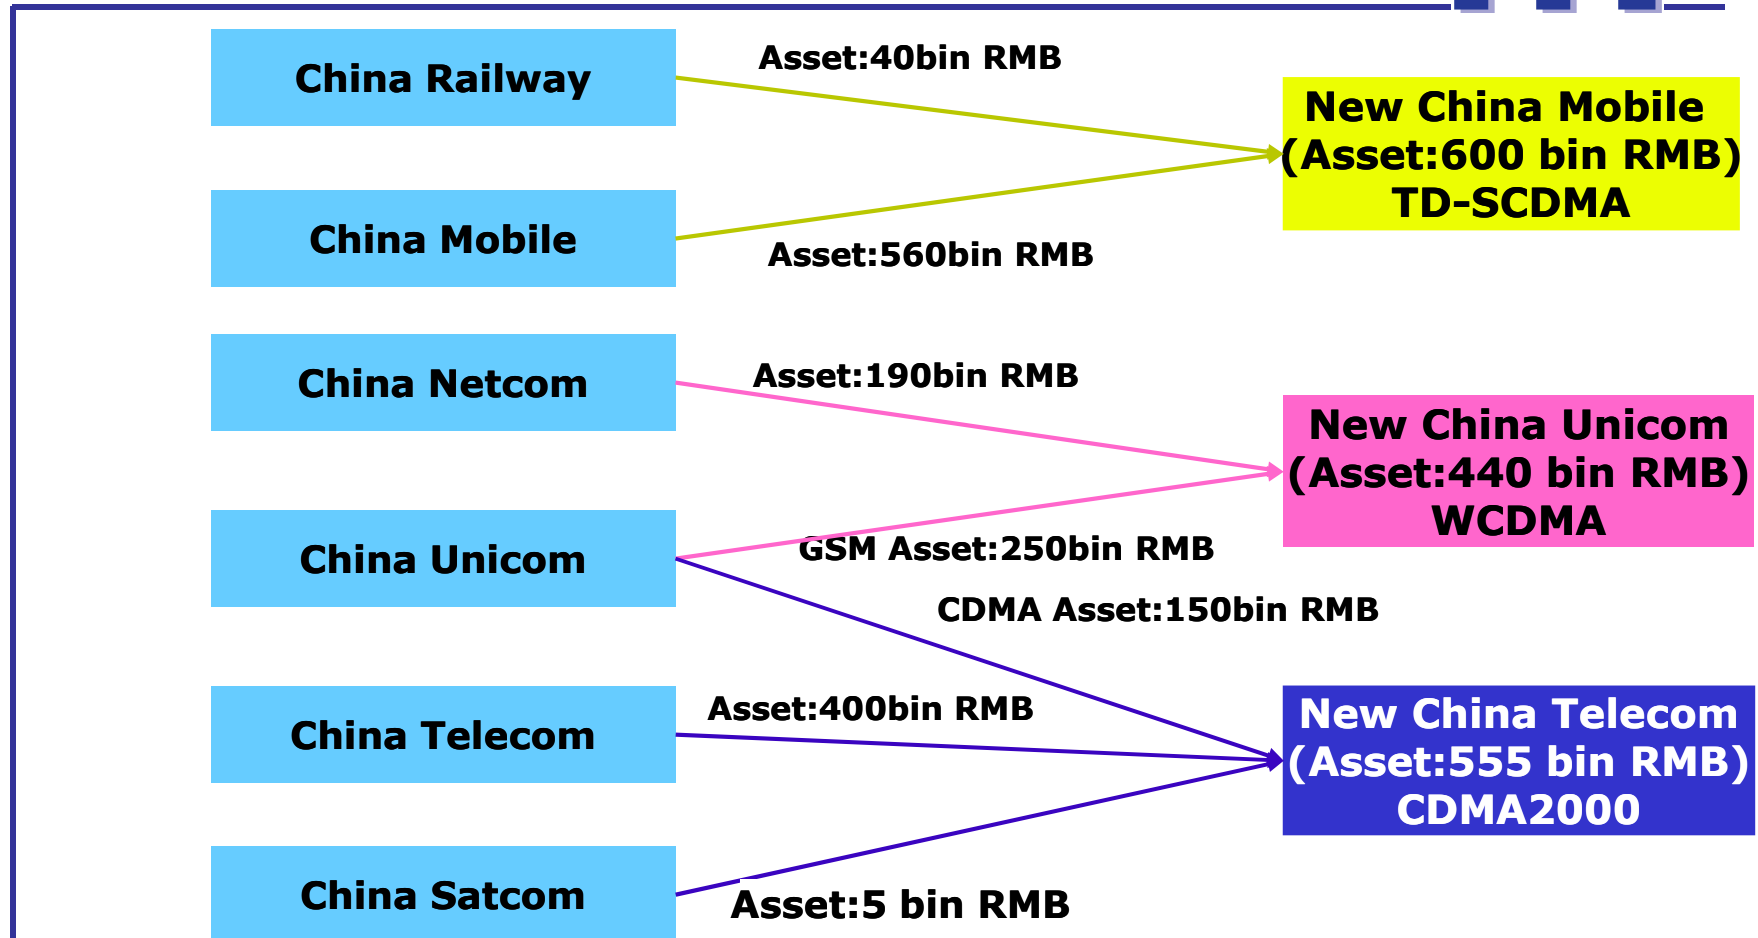 China Railway
Asset:40bin RMB
New China Mobile
(Asset:600 bin RMB)
TD-SCDMA
China Mobile
Asset:560bin RMB
China Netcom
Asset:190bin RMB
New China Unicom
(Asset:440 bin RMB)
WCDMA
China Unicom
GSM Asset:250bin RMB
CDMA Asset:150bin RMB
China Telecom
Asset:400bin RMB
New China Telecom
(Asset:555 bin RMB)
CDMA2000
China Satcom
Asset:5 bin RMB